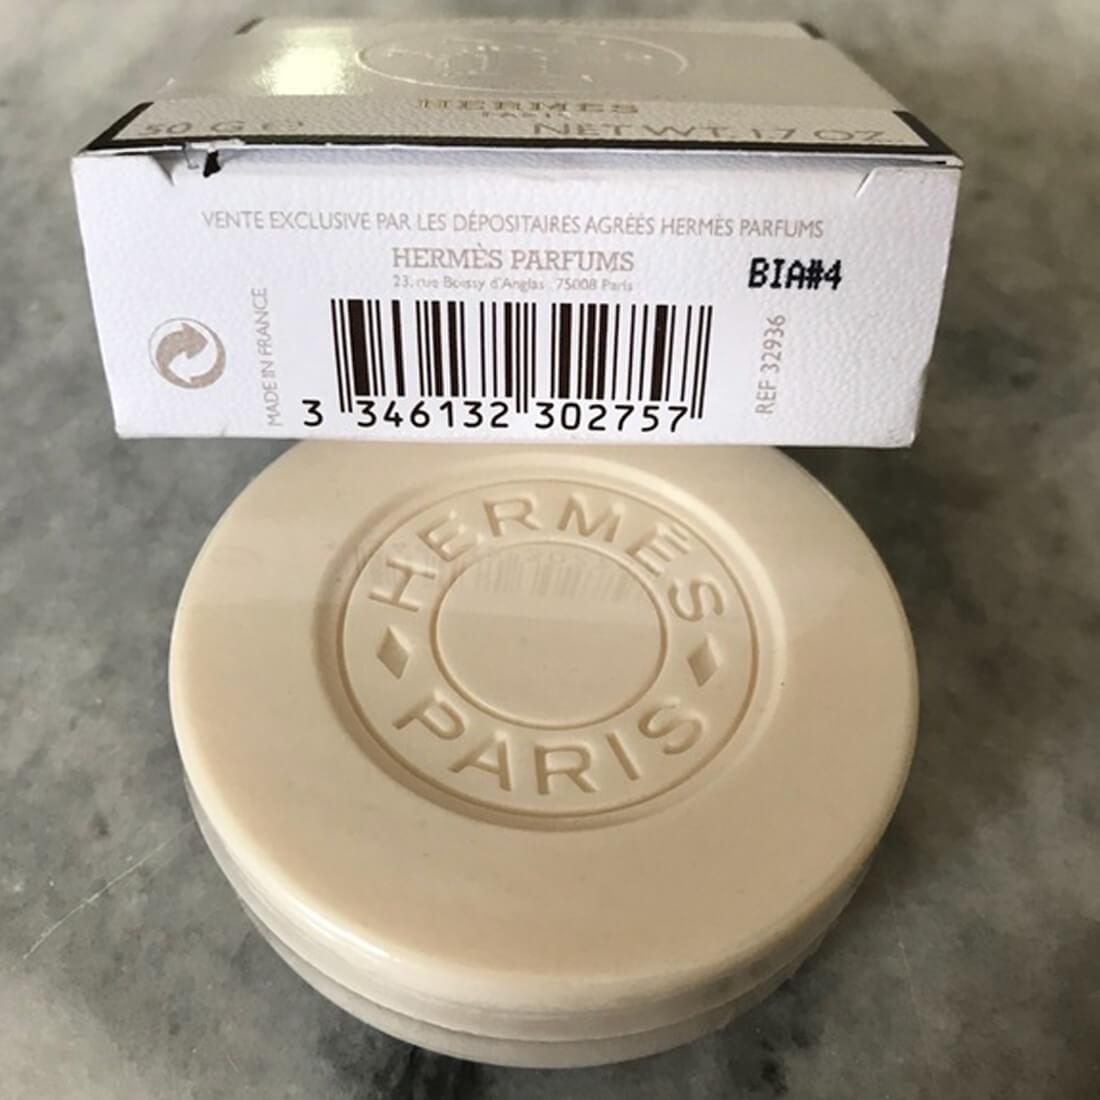 HERMÈS
PARIS
50 G e
NET WT. 1.7 OZ.
VENTE EXCLUSIVE PAR LES DÉPOSITAIRES AGRÉÉS HERMÈS PARFUMS
HERMÈS PARFUMS
23, rue Boissy d'Anglas 75008 Paris
BIA#4
MADE IN FRANCE
REF 32936
3 346132 302757
HERMÈS
PARIS